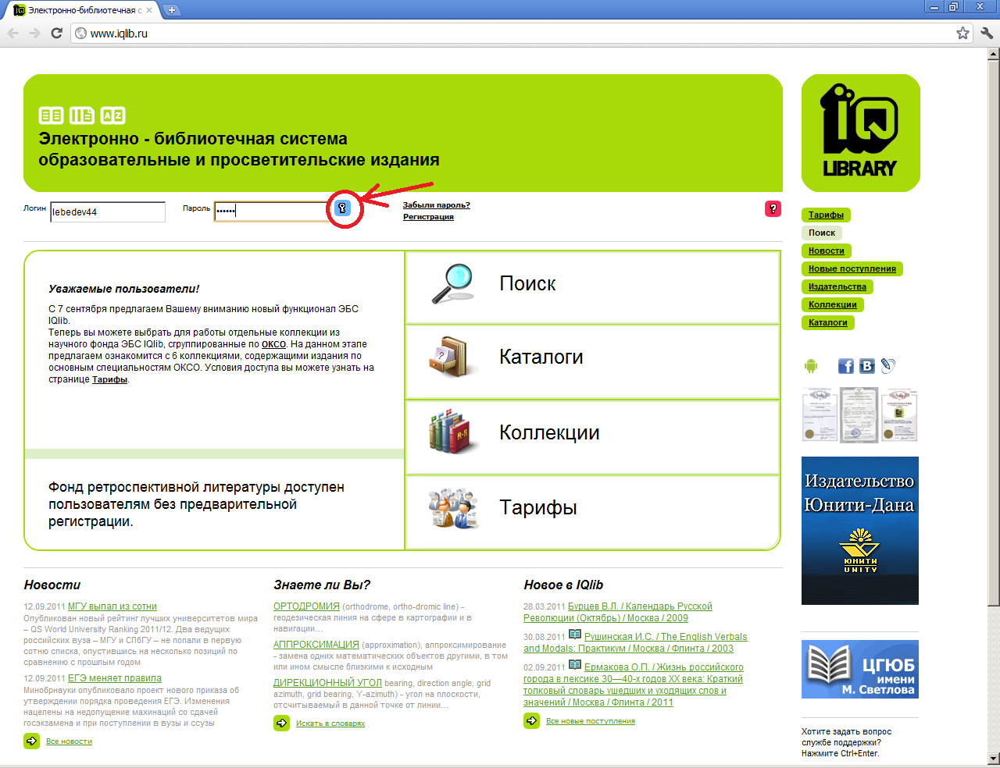 Электронно-библиотечная с
www.iqlib.ru
Электронно - библиотечная система
образовательные и просветительские издания
IQ
LIBRARY
Логин
lebedev44
Пароль
••••••
Забыли пароль?
Регистрация
?
Тарифы
Поиск
Новости
Новые поступления
Издательства
Коллекции
Каталоги
Уважаемые пользователи!
С 7 сентября предлагаем Вашему вниманию новый функционал ЭБС
IQlib.
Теперь вы можете выбрать для работы отдельные коллекции из
научного фонда ЭБС IQlib, сгруппированные по ОКСО. На данном этапе
предлагаем ознакомится с 6 коллекциями, содержащими издания по
основным специальностям ОКСО. Условия доступа вы можете узнать на
странице Тарифы.
Фонд ретроспективной литературы доступен
пользователям без предварительной
регистрации.
Поиск
Каталоги
Коллекции
Тарифы
Издательство
Юнити-Дана
ЮНИТИ
UNITY
ЦГЮБ
имени
М. Светлова
Хотите задать вопрос
службе поддержки?
Нажмите Ctrl+Enter.
Новости
12.09.2011 МГУ выпал из сотни
Опубликован новый рейтинг лучших университетов мира
– QS World University Ranking 2011/12. Два ведущих
российских вуза – МГУ и СПбГУ – не попали в первую
сотню списка, опустившись на несколько позиций по
сравнению с прошлым годом
12.09.2011 ЕГЭ меняет правила
Минобрнауки опубликовало проект нового приказа об
утверждении порядка проведения ЕГЭ. Изменения
нацелены на недопущение махинаций со сдачей
госэкзамена и при поступлении в вузы и ссузы
Все новости
Знаете ли Вы?
ОРТОДРОМИЯ (orthodrome, ortho-dromic line) -
геодезическая линия на сфере в картографии и в
навигации...
АППРОКСИМАЦИЯ (approximation), аппроксимирование
- замена одних математических объектов другими, в том
или ином смысле близкими к исходным
ДИРЕКЦИОННЫЙ УГОЛ bearing, direction angle, grid
azimuth, grid bearing, Y-azimuth) - угол на плоскости,
отсчитываемый в данной точке от линии...
Искать в словарях
Новое в IQlib
28.03.2011 Бурцев В.Л. / Календарь Русской
Революции (Октябрь) / Москва / 2009
30.08.2011 Рушинская И.С. / The English Verbals
and Modals: Практикум / Москва / Флинта / 2003
02.09.2011 Ермакова О.П. / Жизнь российского
города в лексике 30—40-х годов XX века: Краткий
толковый словарь ушедших и уходящих слов и
значений / Москва / Флинта / 2011
Все новые поступления